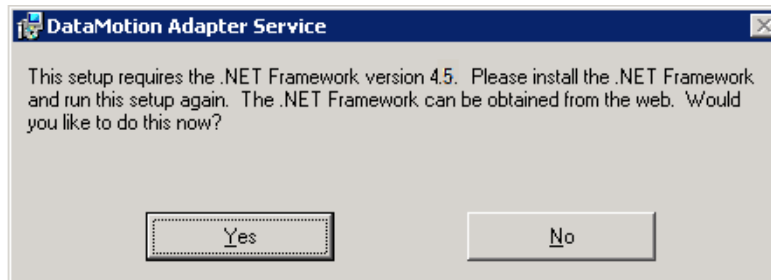 DataMotion Adapter Service
This setup requires the .NET Framework version 4.5.  Please install the .NET Framework
and run this setup again.  The .NET Framework can be obtained from the web.  Would
you like to do this now?
Yes
No